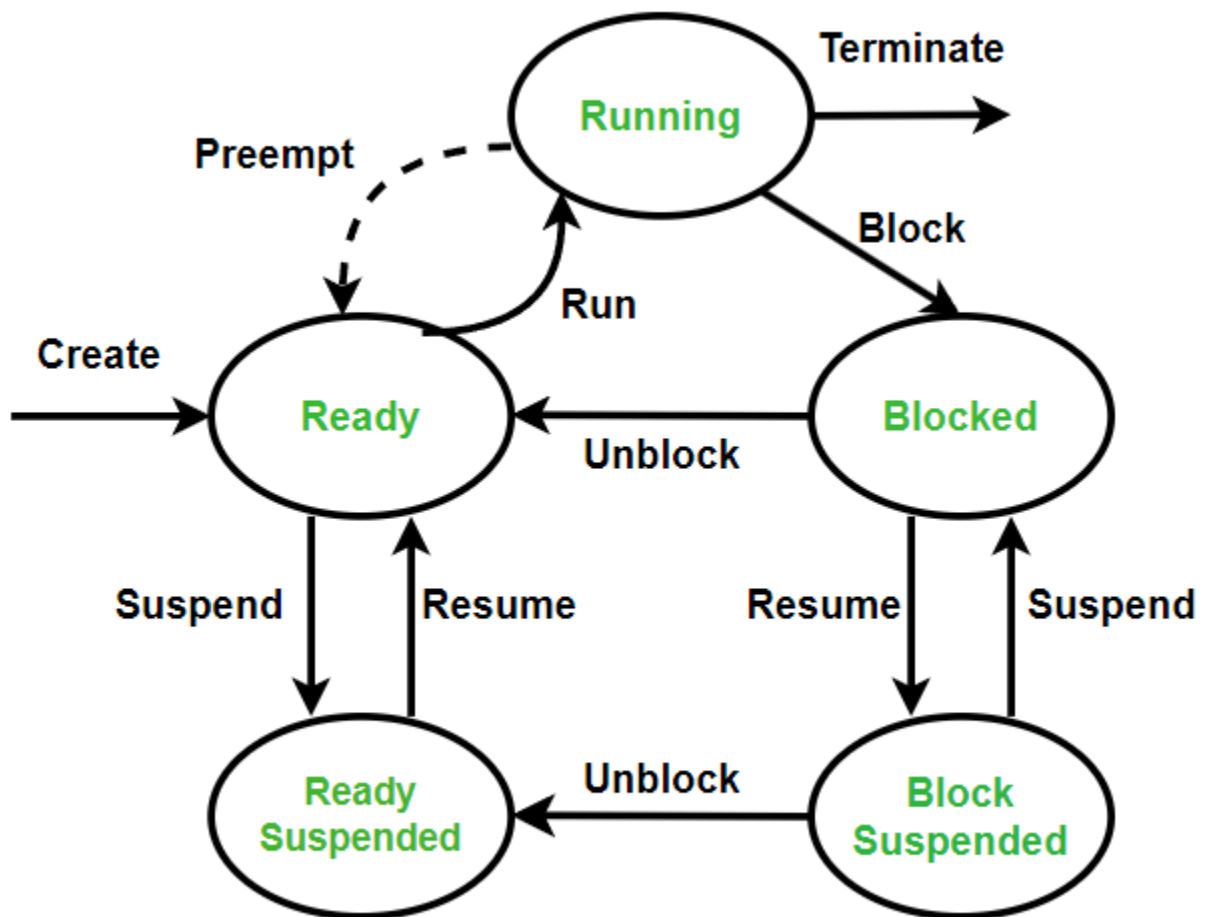 Terminate
Running
Preempt
Block
Run
Create
Ready
Blocked
Unblock
Suspend
Resume
Resume
Suspend
Unblock
Ready
Suspended
Block
Suspended